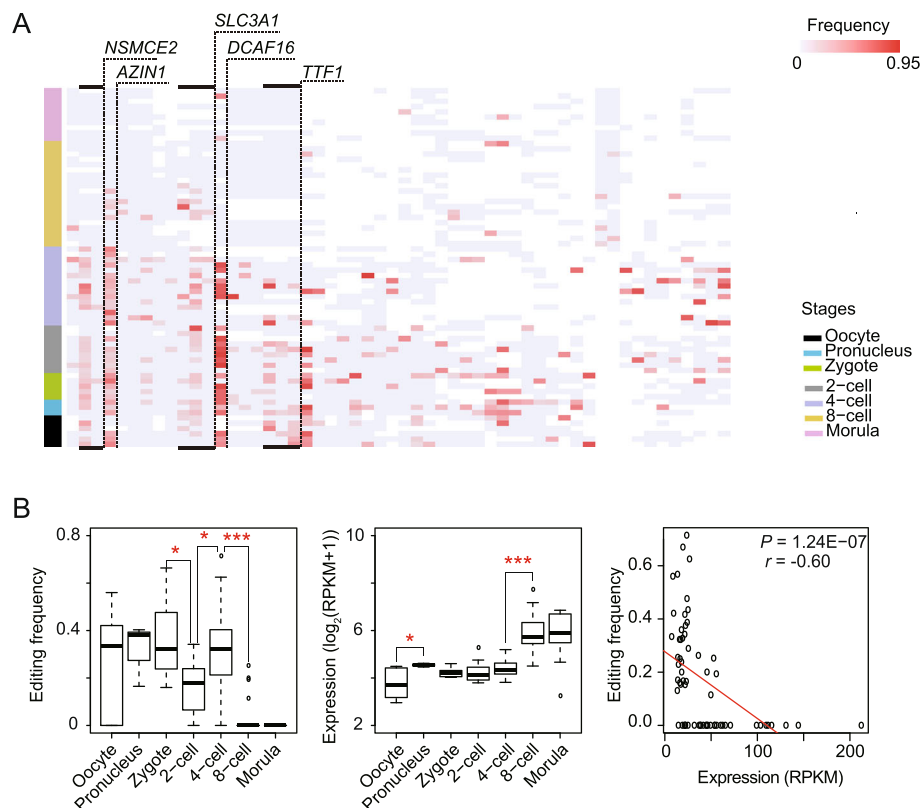 A
SLC3A1
Frequency
NSMCE2
DCAF16
AZIN1
TTF1
0 0.95
Stages
Oocyte
Pronucleus
Zygote
2-cell
4-cell
8-cell
Morula
B
0.8
0.4
0
Editing frequency
* * ***
Oocyte
Pronucleus
Zygote
2-cell
4-cell
8-cell
Morula
10
6
2
Expression (log2(RPKM+1))
* ***
Oocyte
Pronucleus
Zygote
2-cell
4-cell
8-cell
Morula
P = 1.24E-07
r = -0.60
0.6
0.4
0.2
0.0
Editing frequency
0 100 200
Expression (RPKM)